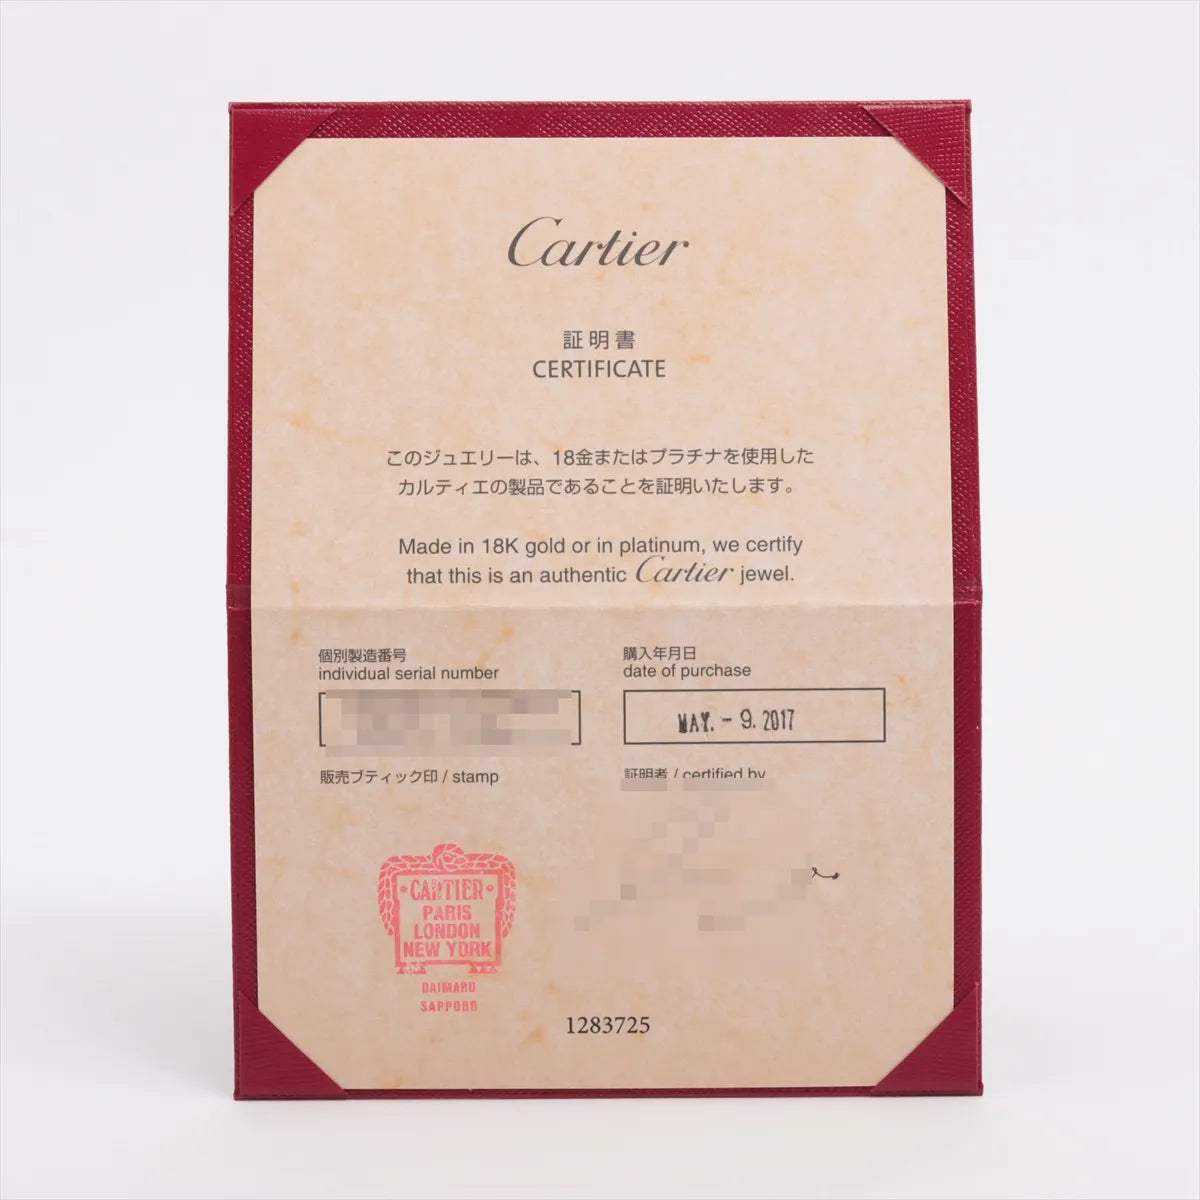 Cartier
証明書
CERTIFICATE
このジュエリーは、18金またはプラチナを使用した
カルティエの製品であることを証明いたします。
Made in 18K gold or in platinum, we certify
that this is an authentic Cartier jewel.
個別製造番号
individual serial number
購入年月日
date of purchase
MAY. - 9. 2017
販売ブティック印 / stamp
証明者 / certified by
CARTIER
PARIS
LONDON
NEW YORK
DAIMARU
SAPPORO
1283725